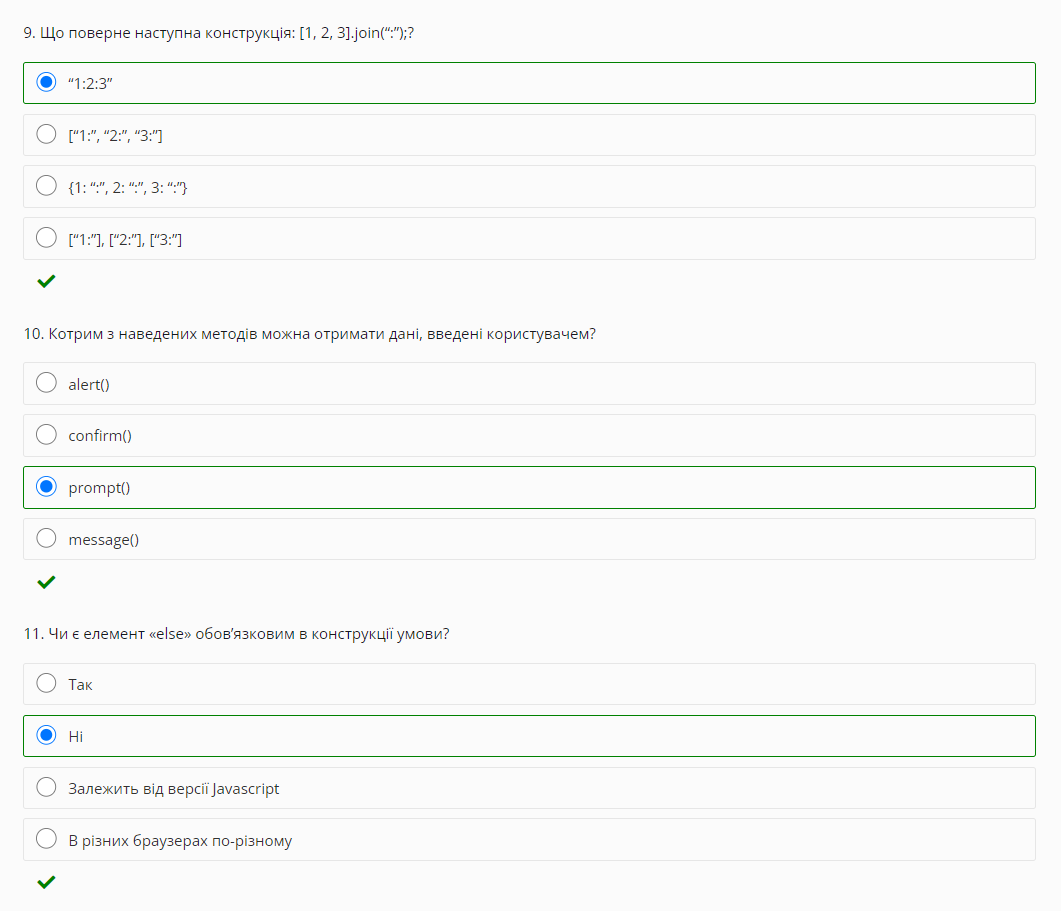 9. Що поверне наступна конструкція: [1, 2, 3].join(“:”);?
“1:2:3”
[“1:”, “2:”, “3:”]
{1: “:”, 2: “:”, 3: “:”}
[“1:”], [“2:”], [“3:”]
10. Котрим з наведених методів можна отримати дані, введені користувачем?
alert()
confirm()
prompt()
message()
11. Чи є елемент «else» обов’язковим в конструкції умови?
Так
Ні
Залежить від версії Javascript
В різних браузерах по-різному